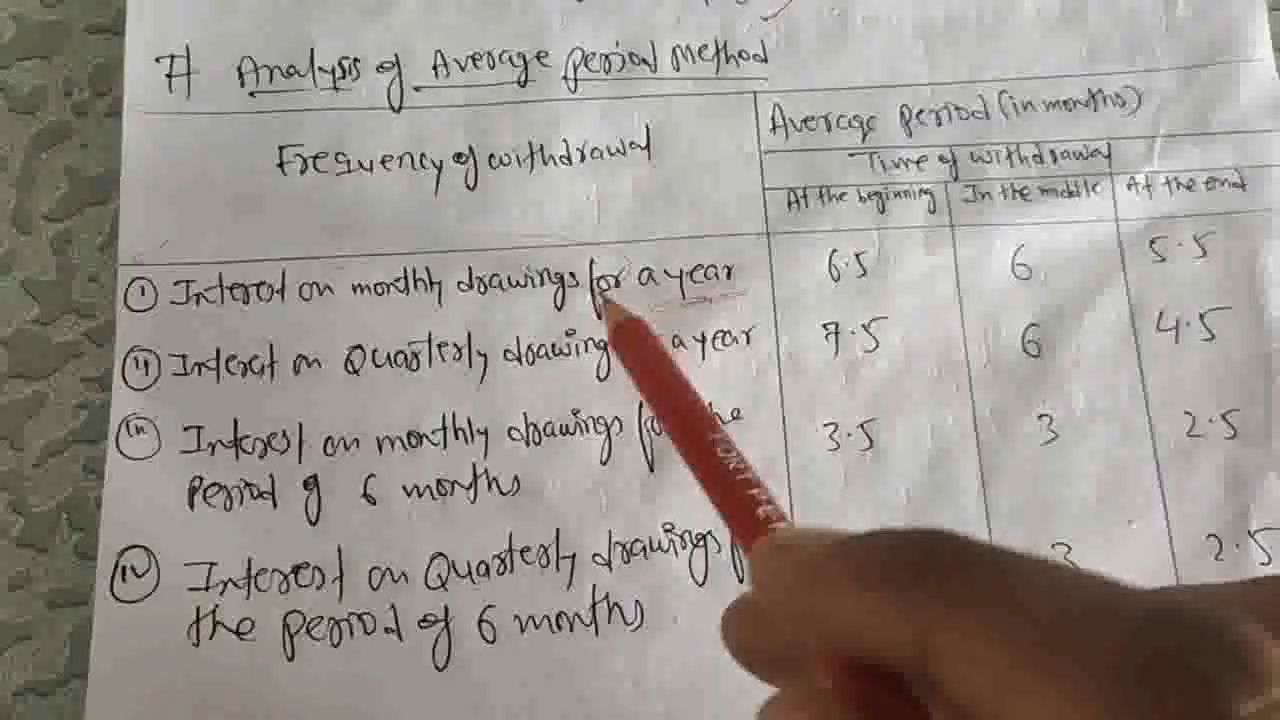 7) Analysis of Average period Method
Frequency of withdrawal
Average period (in months)
Time of withdrawal
At the beginning In the middle At the end
(i) Interest on monthly drawings for a year 6.5 6 5.5
(ii) Interest on Quarterly drawing a year 7.5 6 4.5
(iii) Interest on monthly drawings the 3.5 3 2.5
period of 6 months
(iv) Interest on Quarterly drawings 3 2.5
the period of 6 months